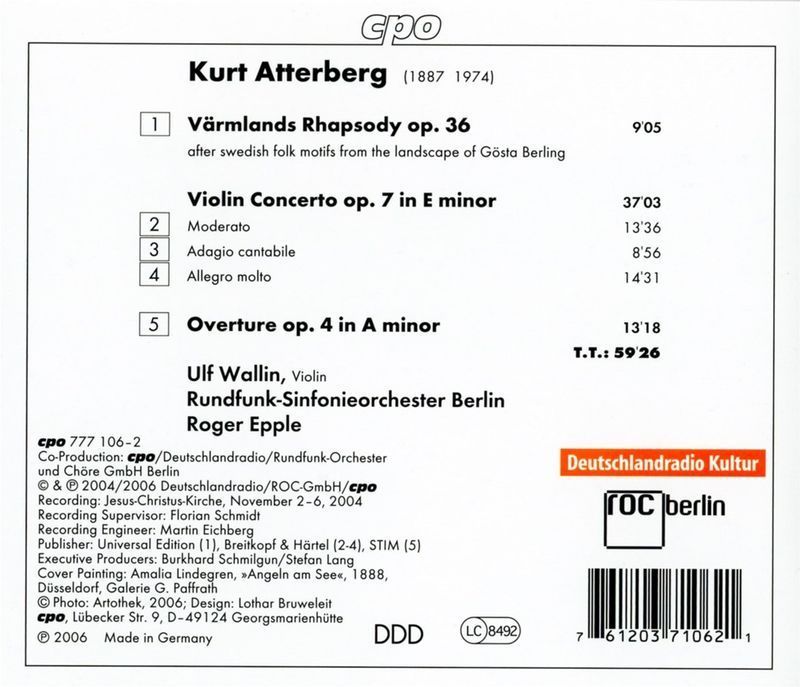 cpo
Kurt Atterberg (1887 1974)
1 Värmlands Rhapsody op. 36 9'05
after swedish folk motifs from the landscape of Gösta Berling
Violin Concerto op. 7 in E minor 37'03
2 Moderato 13'36
3 Adagio cantabile 8'56
4 Allegro molto 14'31
5 Overture op. 4 in A minor 13'18
T.T.: 59'26
Ulf Wallin, Violin
Rundfunk-Sinfonieorchester Berlin
Roger Epple
cpo 777 106-2
Co-Production: cpo/Deutschlandradio/Rundfunk-Orchester
und Chöre GmbH Berlin
© & ℗ 2004/2006 Deutschlandradio/ROC-GmbH/cpo
Recording: Jesus-Christus-Kirche, November 2-6, 2004
Recording Supervisor: Florian Schmidt
Recording Engineer: Martin Eichberg
Publisher: Universal Edition (1), Breitkopf & Härtel (2-4), STIM (5)
Executive Producers: Burkhard Schmilgun/Stefan Lang
Cover Painting: Amalia Lindegren, »Angeln am See«, 1888,
Düsseldorf, Galerie G. Paffrath
© Photo: Artothek, 2006; Design: Lothar Bruweleit
cpo, Lübecker Str. 9, D-49124 Georgsmarienhütte
℗ 2006 Made in Germany
DDD
LC 8492
Deutschlandradio Kultur
roc berlin
7 61203 71062 1